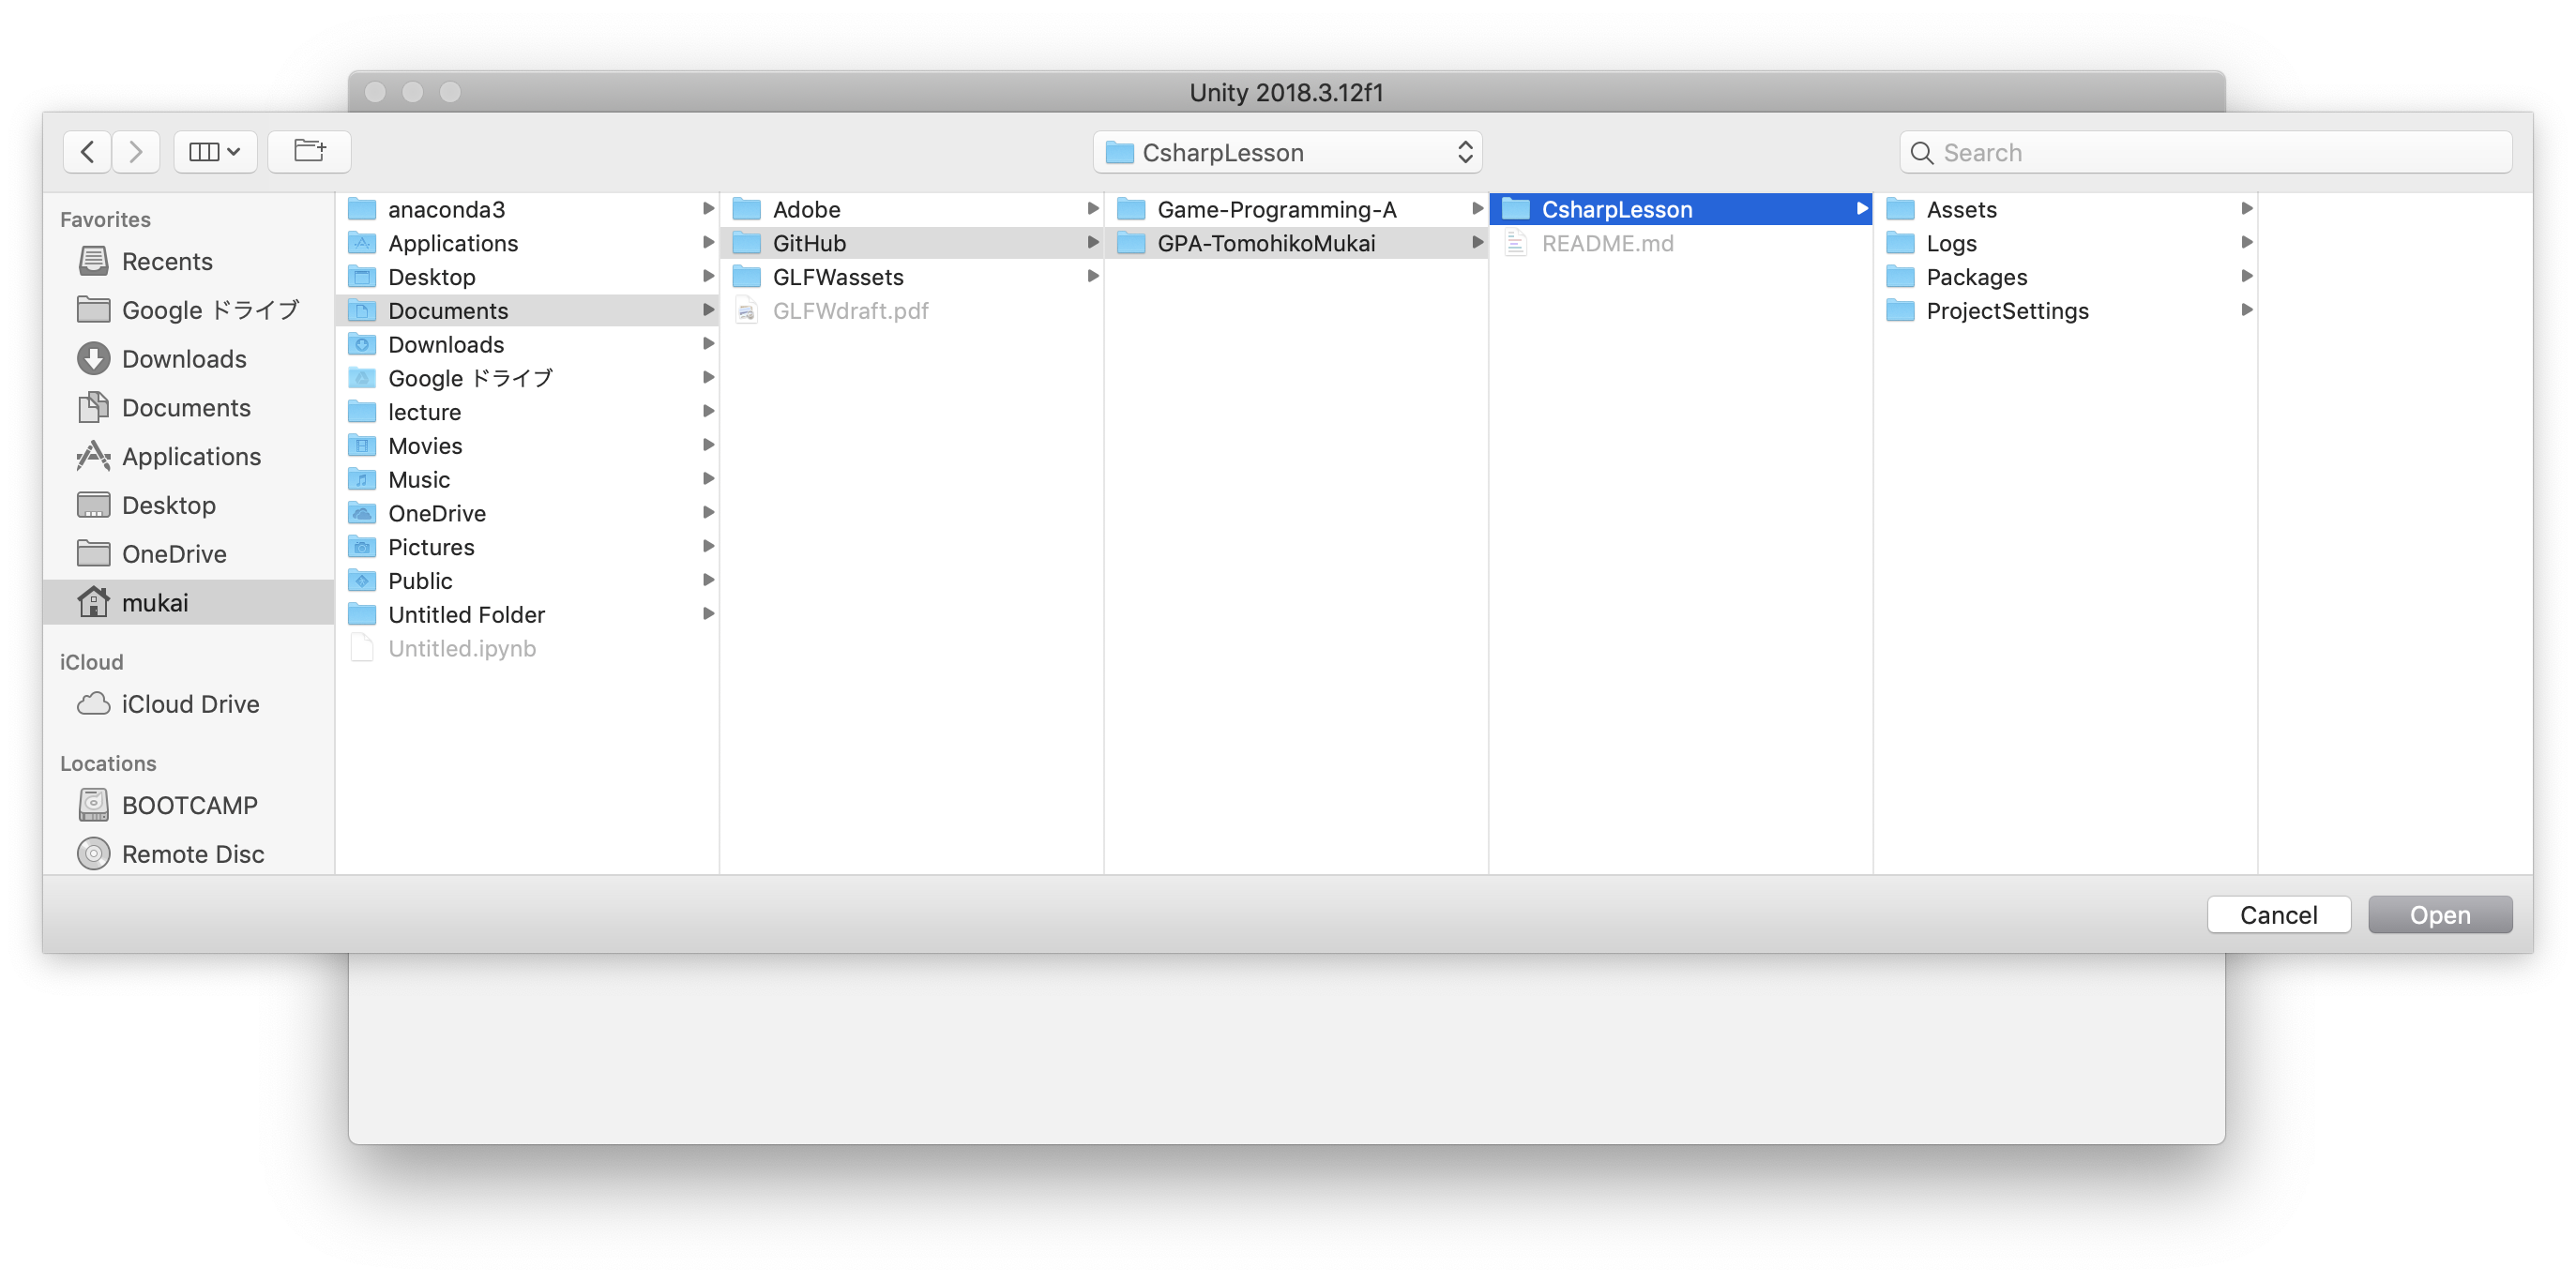 Unity 2018.3.12f1
CsharpLesson
Search
Favorites
Recents
Google ドライブ
Downloads
Documents
Applications
Desktop
OneDrive
mukai
iCloud
iCloud Drive
Locations
BOOTCAMP
Remote Disc
anaconda3
Applications
Desktop
Documents
Downloads
Google ドライブ
lecture
Movies
Music
OneDrive
Pictures
Public
Untitled Folder
Untitled.ipynb
Adobe
GitHub
GLFWassets
GLFWdraft.pdf
Game-Programming-A
GPA-TomohikoMukai
CsharpLesson
README.md
Assets
Logs
Packages
ProjectSettings
Cancel
Open